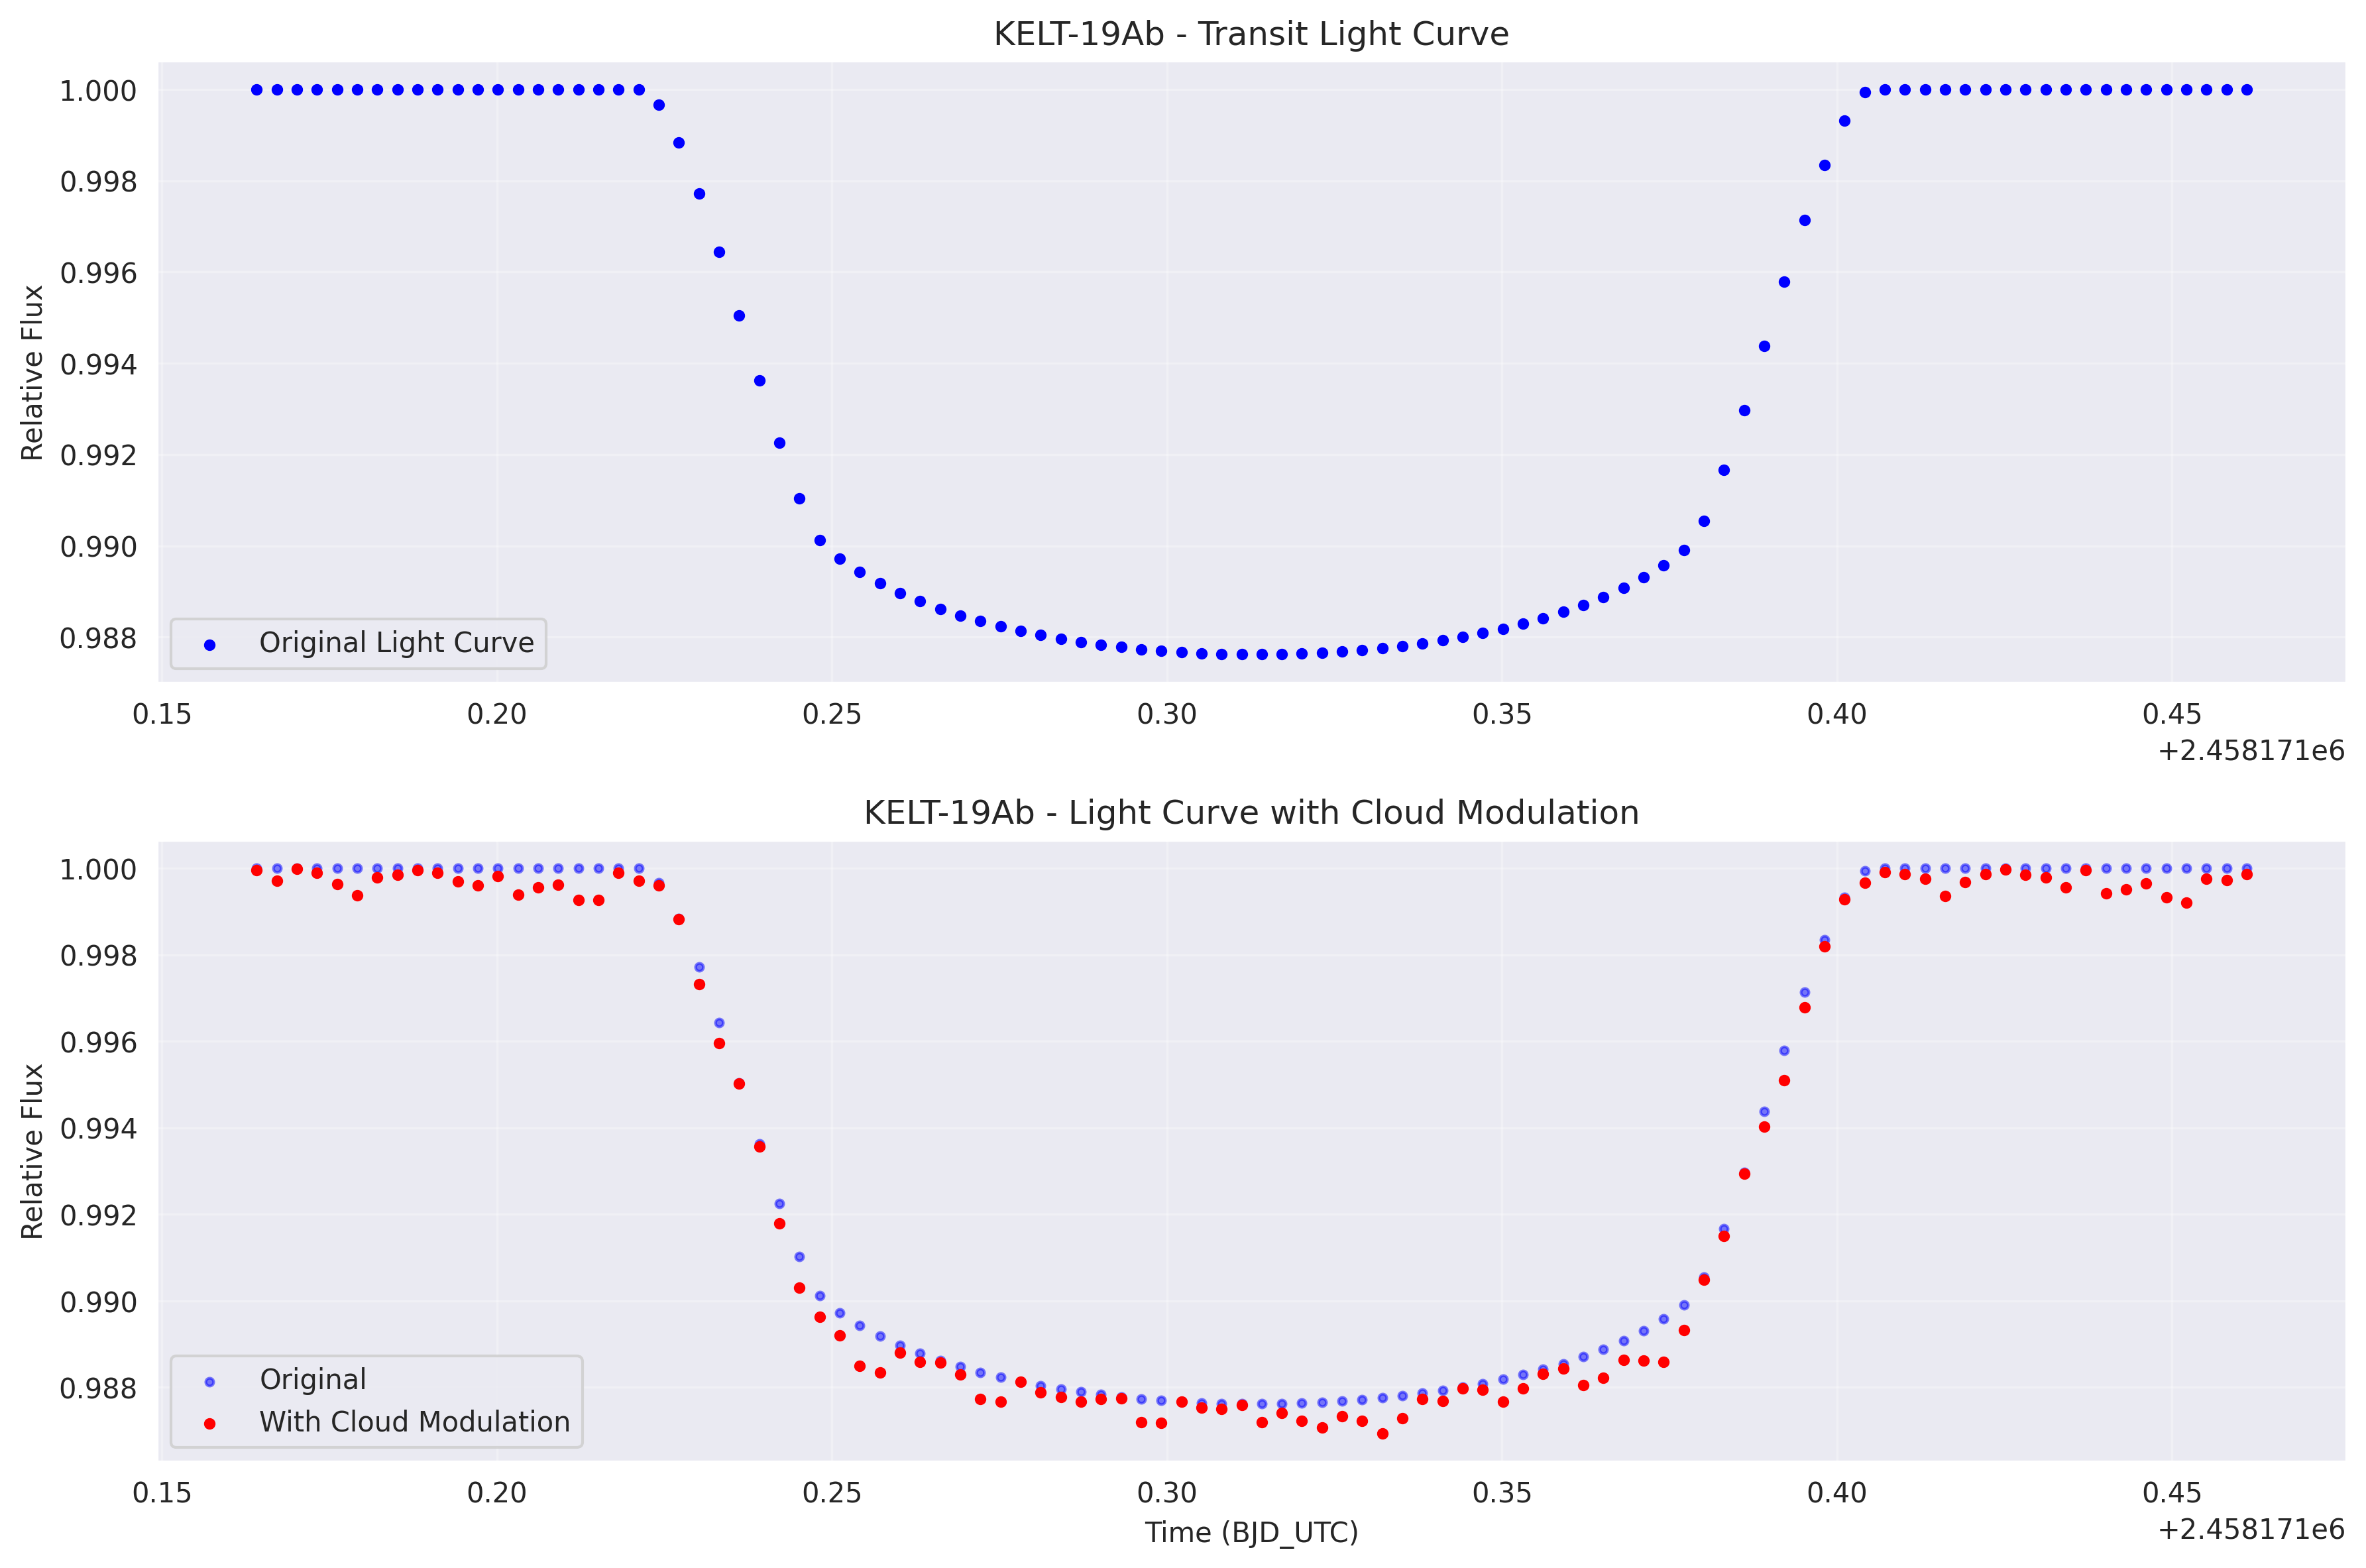 KELT-19Ab - Transit Light Curve
Relative Flux
1.000
0.998
0.996
0.994
0.992
0.990
0.988
Original Light Curve
0.15 0.20 0.25 0.30 0.35 0.40 0.45
+2.458171e6
KELT-19Ab - Light Curve with Cloud Modulation
Relative Flux
1.000
0.998
0.996
0.994
0.992
0.990
0.988
Original
With Cloud Modulation
0.15 0.20 0.25 0.30 0.35 0.40 0.45
Time (BJD_UTC)
+2.458171e6